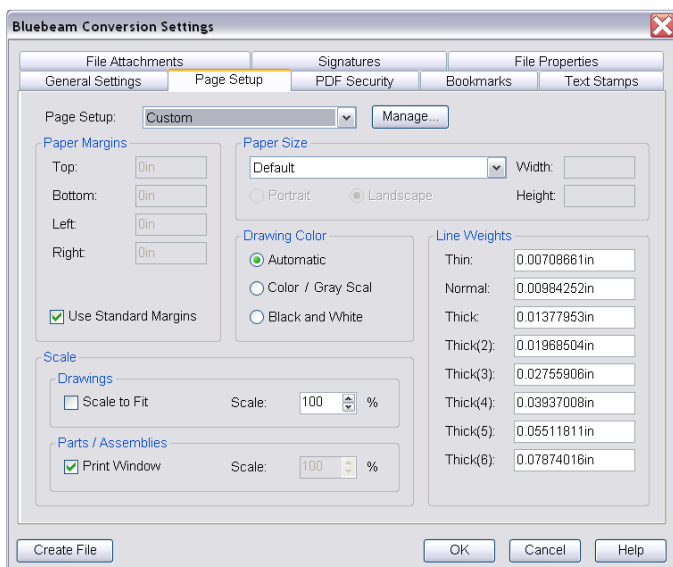 Bluebeam Conversion Settings
File Attachments Signatures File Properties
General Settings Page Setup PDF Security Bookmarks Text Stamps
Page Setup: Custom Manage...
Paper Margins
Top: 0in
Bottom: 0in
Left: 0in
Right: 0in
Use Standard Margins
Paper Size
Default Width:
Portrait Landscape Height:
Drawing Color
Automatic
Color / Gray Scal
Black and White
Line Weights
Thin: 0.00708661in
Normal: 0.00984252in
Thick: 0.01377953in
Thick(2): 0.01968504in
Thick(3): 0.02755906in
Thick(4): 0.03937008in
Thick(5): 0.05511811in
Thick(6): 0.07874016in
Scale
Drawings
Scale to Fit Scale: 100 %
Parts / Assemblies
Print Window Scale: 100 %
Create File OK Cancel Help